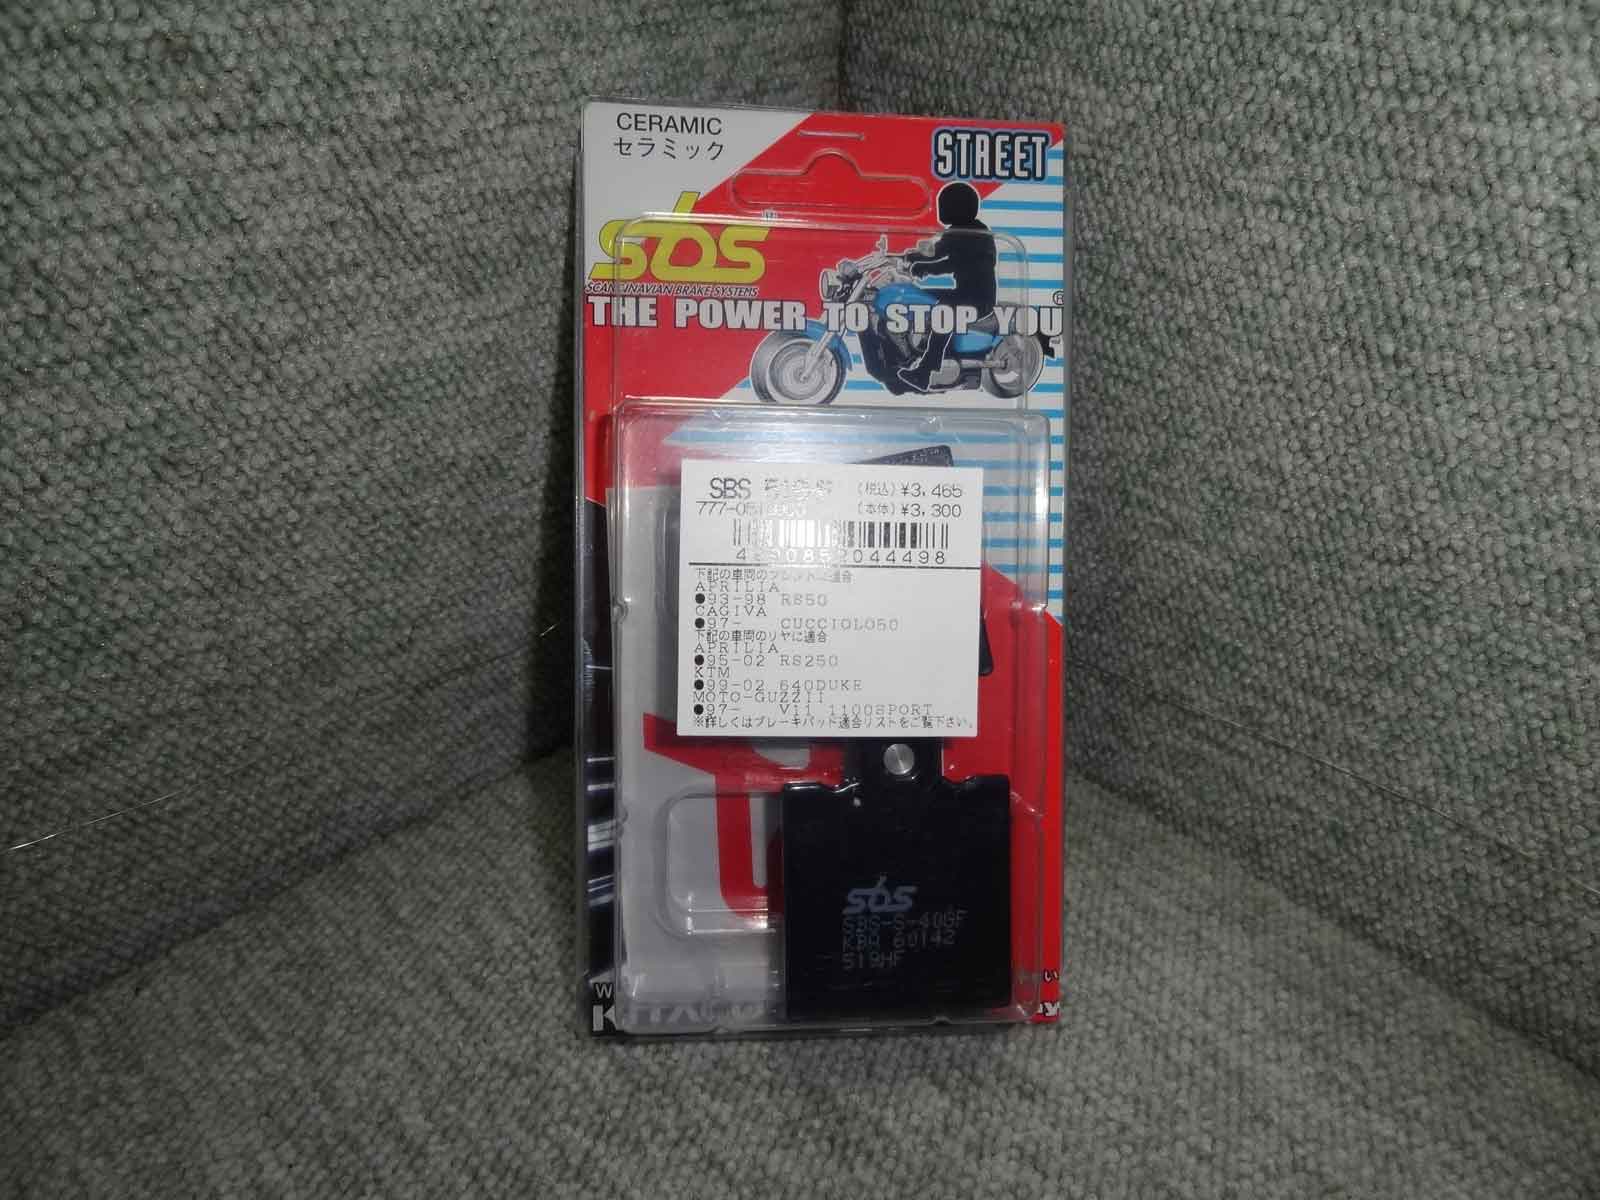 CERAMIC
セラミック
STREET
sbs
SCANDINAVIAN BRAKE SYSTEMS
THE POWER TO STOP YOU
SBS (税込)¥3,465
(本体)¥3,300
下記の車両のフロントに適合
APRILIA
●93-98 RS50
CAGIVA
●97- CUCCIOLO50
下記の車両のリヤに適合
APRILIA
●95-02 RS250
KTM
●99-02 640DUKE
MOTO-GUZZII
●97- V11 1100SPORT
※詳しくはブレーキパッド適合リストをご覧下さい。
sbs
KBA 60142
519HF